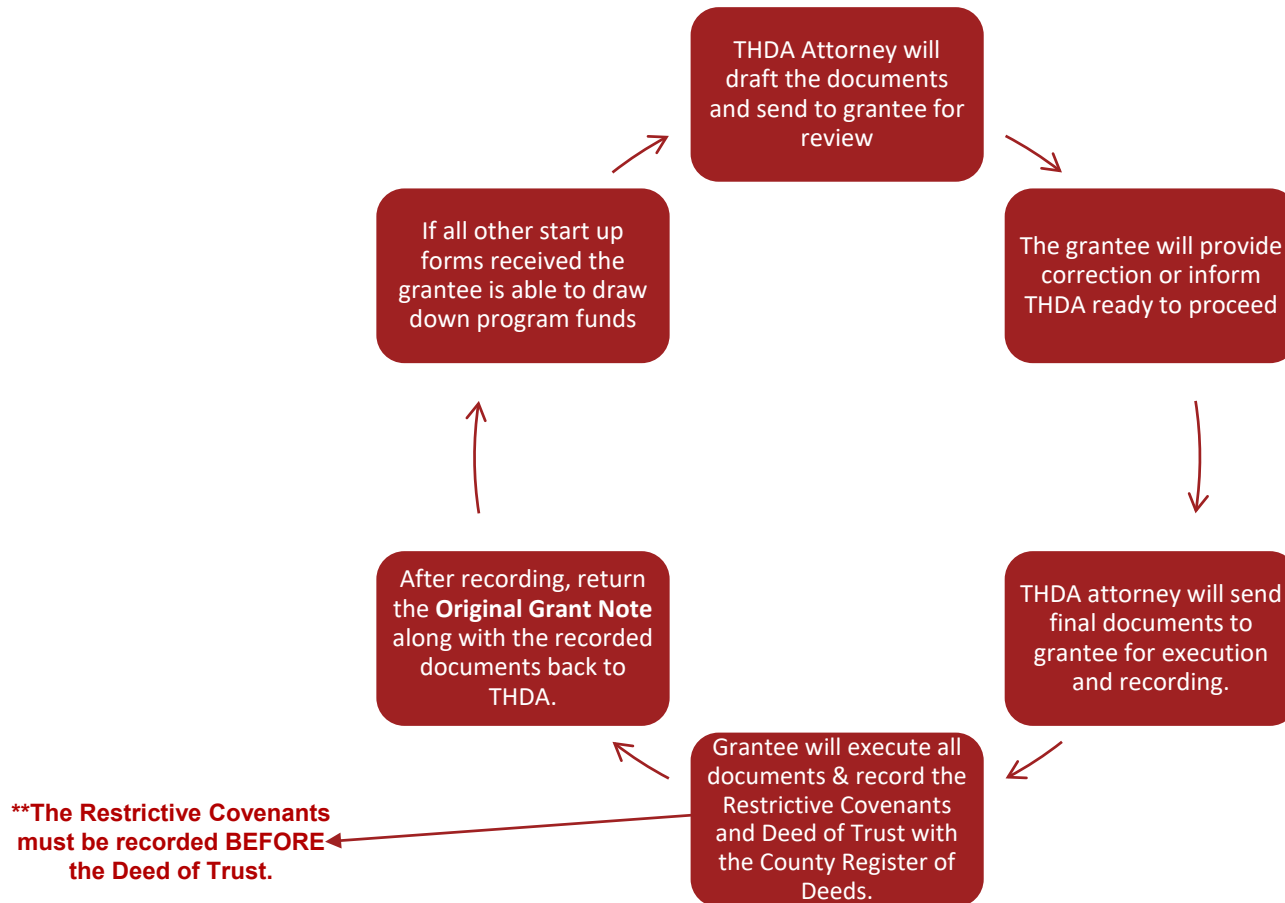 THDA Attorney will
draft the documents
and send to grantee for
review
The grantee will provide
correction or inform
THDA ready to proceed
THDA attorney will send
final documents to
grantee for execution
and recording.
Grantee will execute all
documents & record the
Restrictive Covenants
and Deed of Trust with
the County Register of
Deeds.
**The Restrictive Covenants
must be recorded BEFORE
the Deed of Trust.
After recording, return
the Original Grant Note
along with the recorded
documents back to
THDA.
If all other start up
forms received the
grantee is able to draw
down program funds